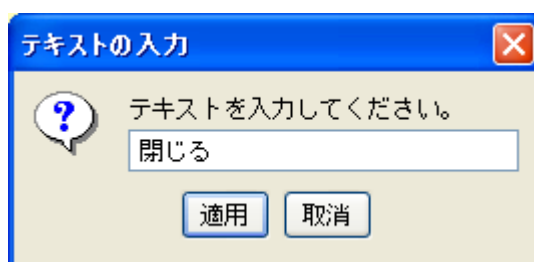 テキストの入力
テキストを入力してください。
閉じる
適用 取消